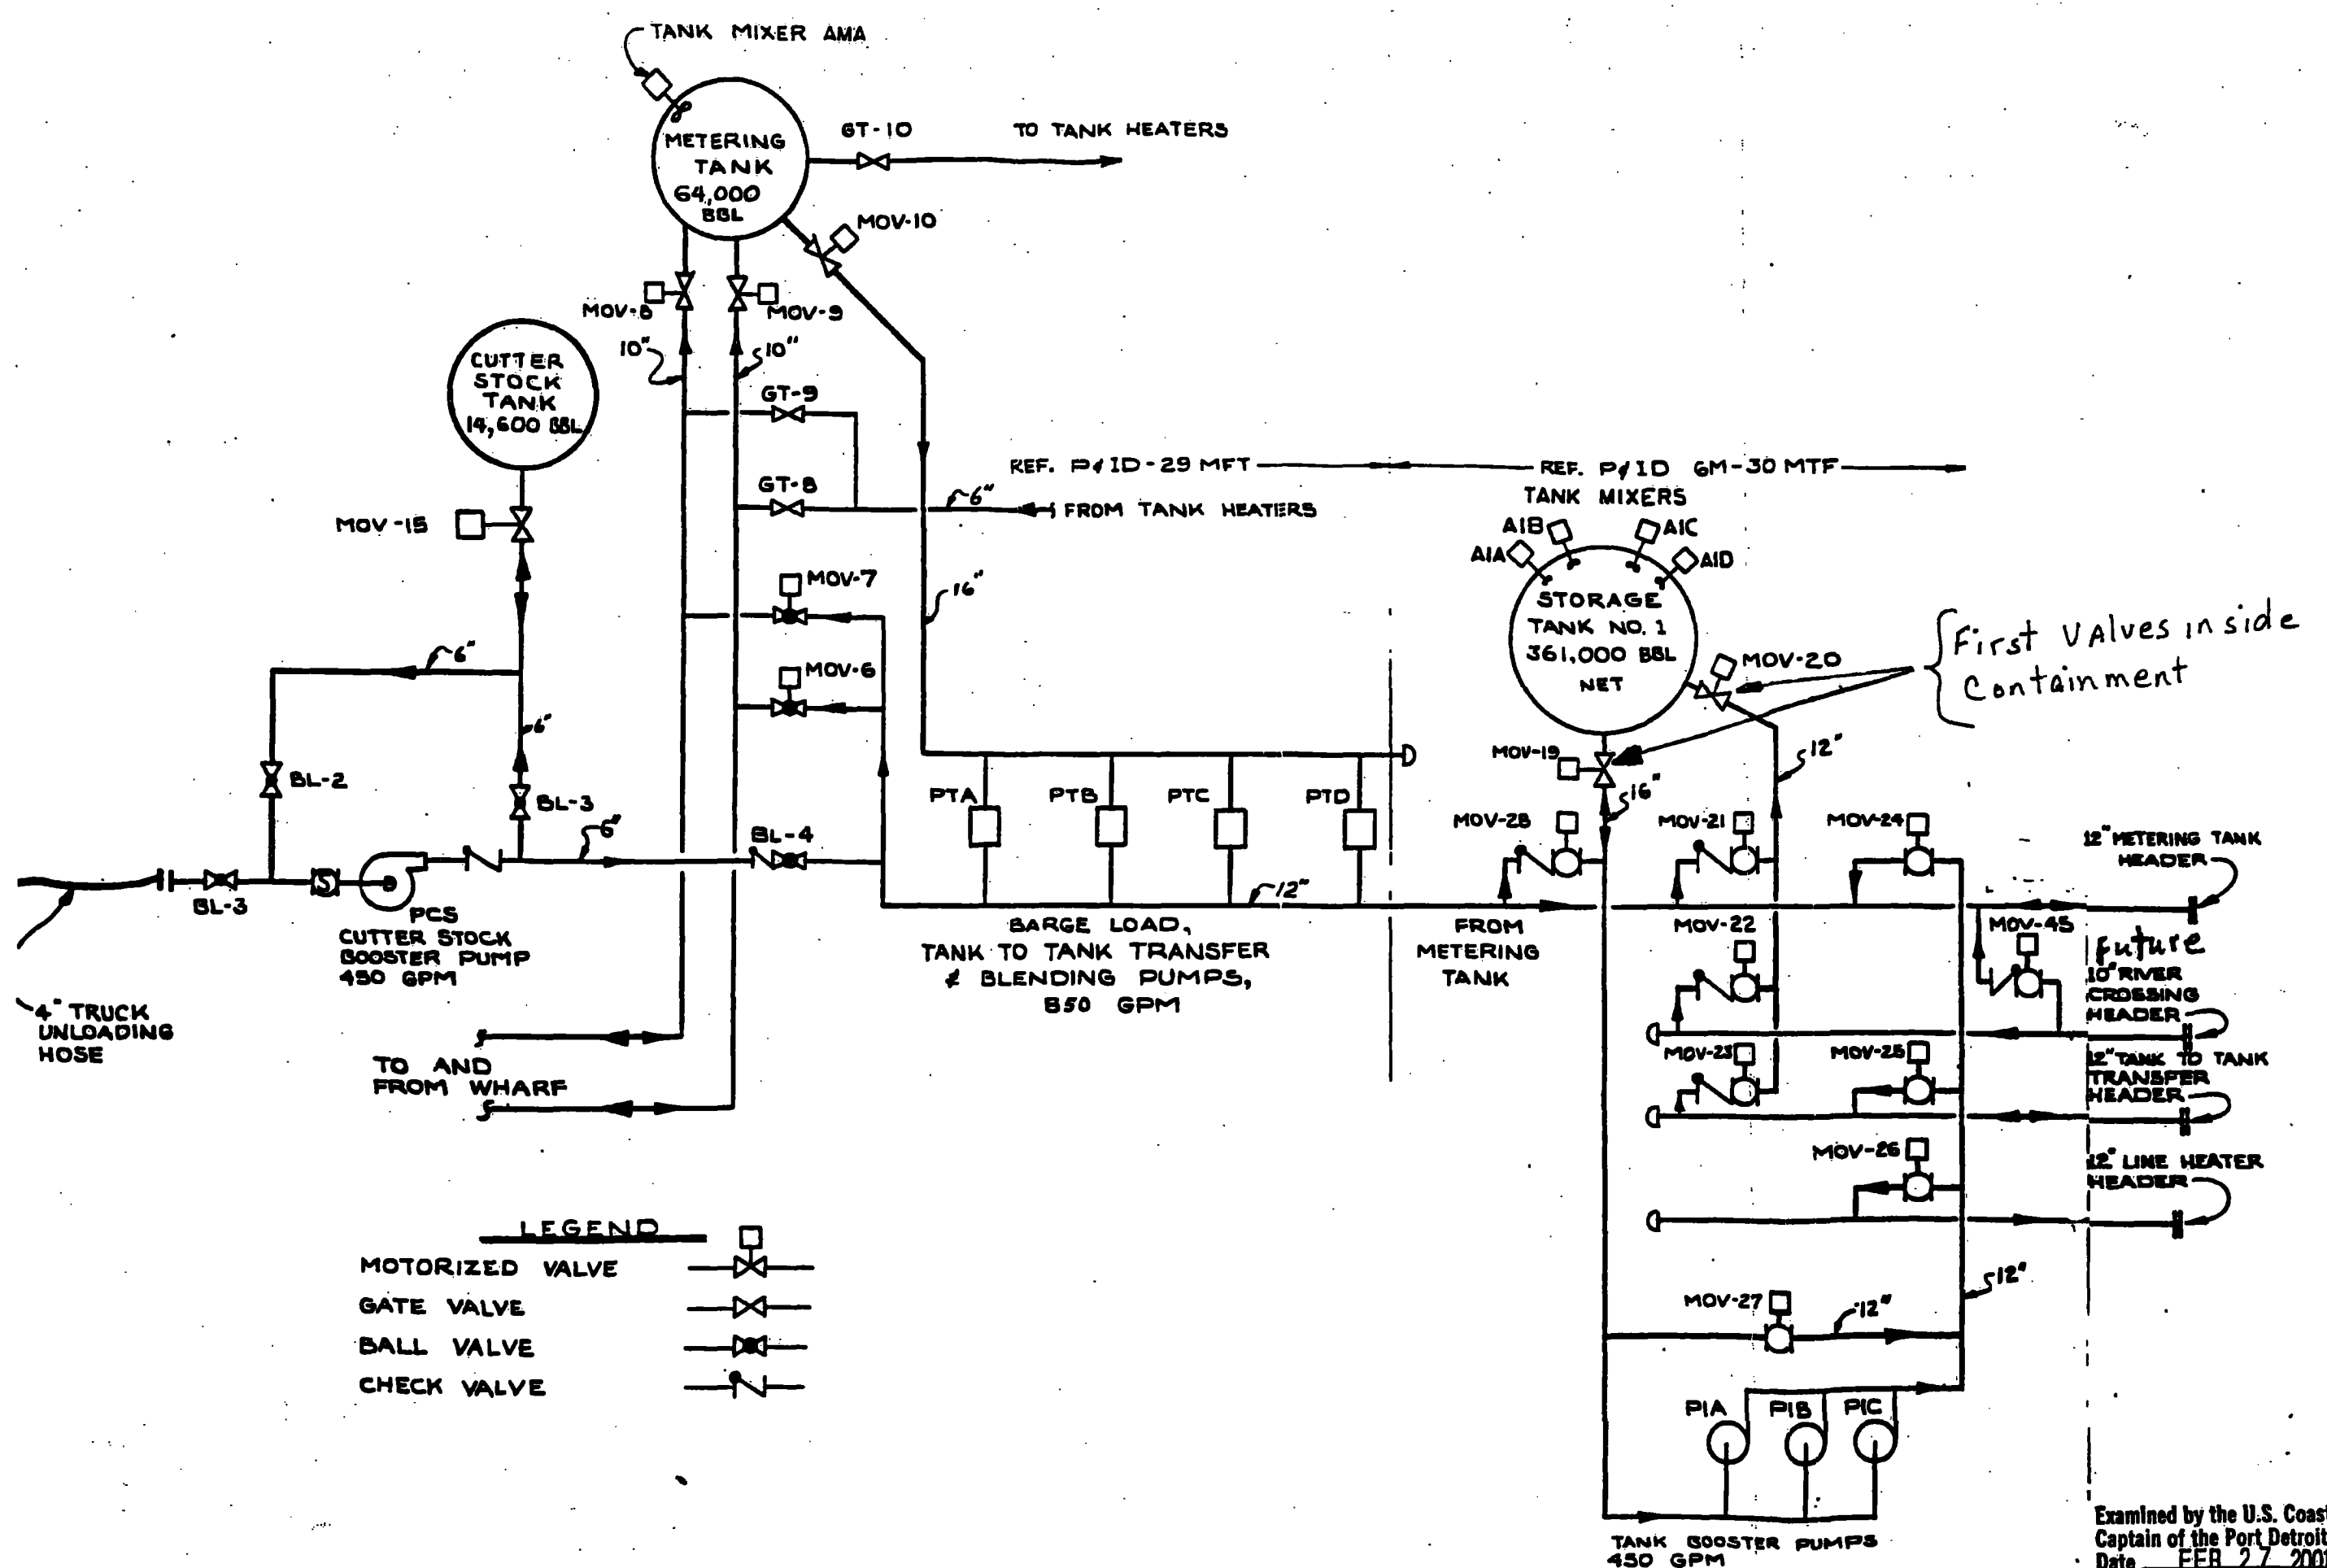 TANK MIXER AMA
METERING
TANK
64,000
BBL
GT-10
TO TANK HEATERS
MOV-10
MOV-8
MOV-9
10"
10"
CUTTER
STOCK
TANK
14,600 BBL
GT-9
GT-8
6"
FROM TANK HEATERS
REF. P&ID-29 MFT
REF. P&ID 6M-30 MTF
TANK MIXERS
A1A
A1B
A1C
A1D
MOV-15
MOV-7
MOV-6
16"
STORAGE
TANK NO. 1
361,000 BBL
NET
MOV-20
First Valves inside
Containment
6"
6"
BL-2
BL-3
6"
BL-4
PTA
PTB
PTC
PTD
MOV-19
16"
12"
MOV-28
MOV-21
MOV-24
12" METERING TANK
HEADER
BL-3
S
PCS
CUTTER STOCK
BOOSTER PUMP
450 GPM
12"
BARGE LOAD,
TANK TO TANK TRANSFER
& BLENDING PUMPS,
850 GPM
FROM
METERING
TANK
MOV-22
MOV-45
future
10" RIVER
CROSSING
HEADER
4" TRUCK
UNLOADING
HOSE
TO AND
FROM WHARF
MOV-23
MOV-25
12" TANK TO TANK
TRANSFER
HEADER
MOV-26
12" LINE HEATER
HEADER
LEGEND
MOTORIZED VALVE
GATE VALVE
BALL VALVE
CHECK VALVE
MOV-27
12"
12"
P1A
P1B
P1C
TANK BOOSTER PUMPS
450 GPM
Examined by the U.S. Coast
Captain of the Port Detroit
Date FEB 27 2001